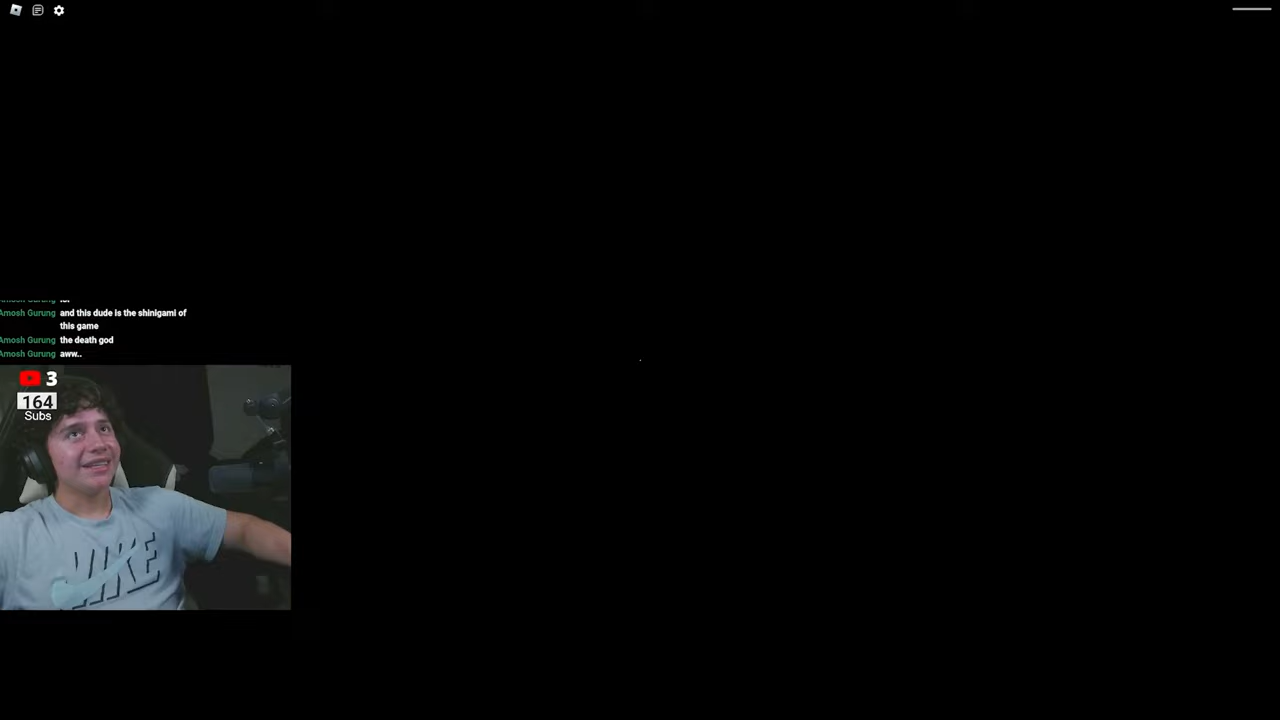 Amosh Gurung and this dude is the shinigami of
this game
Amosh Gurung the death god
Amosh Gurung aww..
3
164
Subs
NIKE